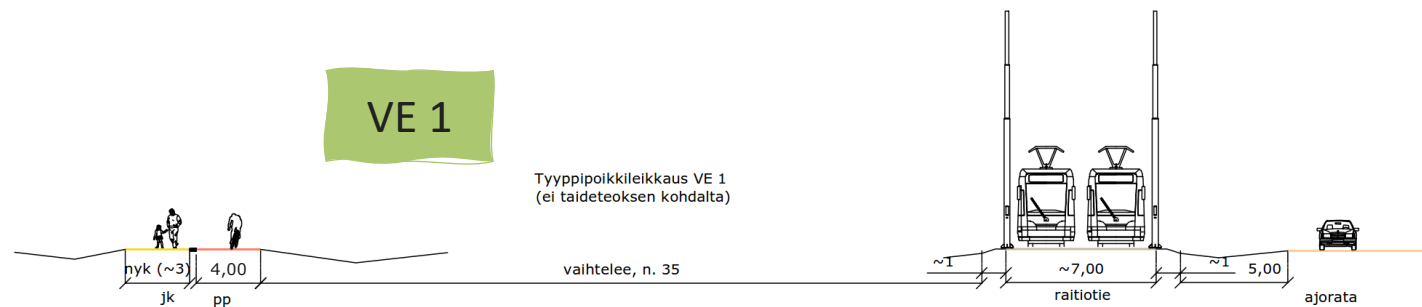 VE 1
Tyyppipoikkileikkaus VE 1
(ei taideteoksen kohdalta)
nyk (~3) 4,00 vaihtelee, n. 35 ~1 ~7,00 ~1 5,00
jk pp raitiotie ajorata